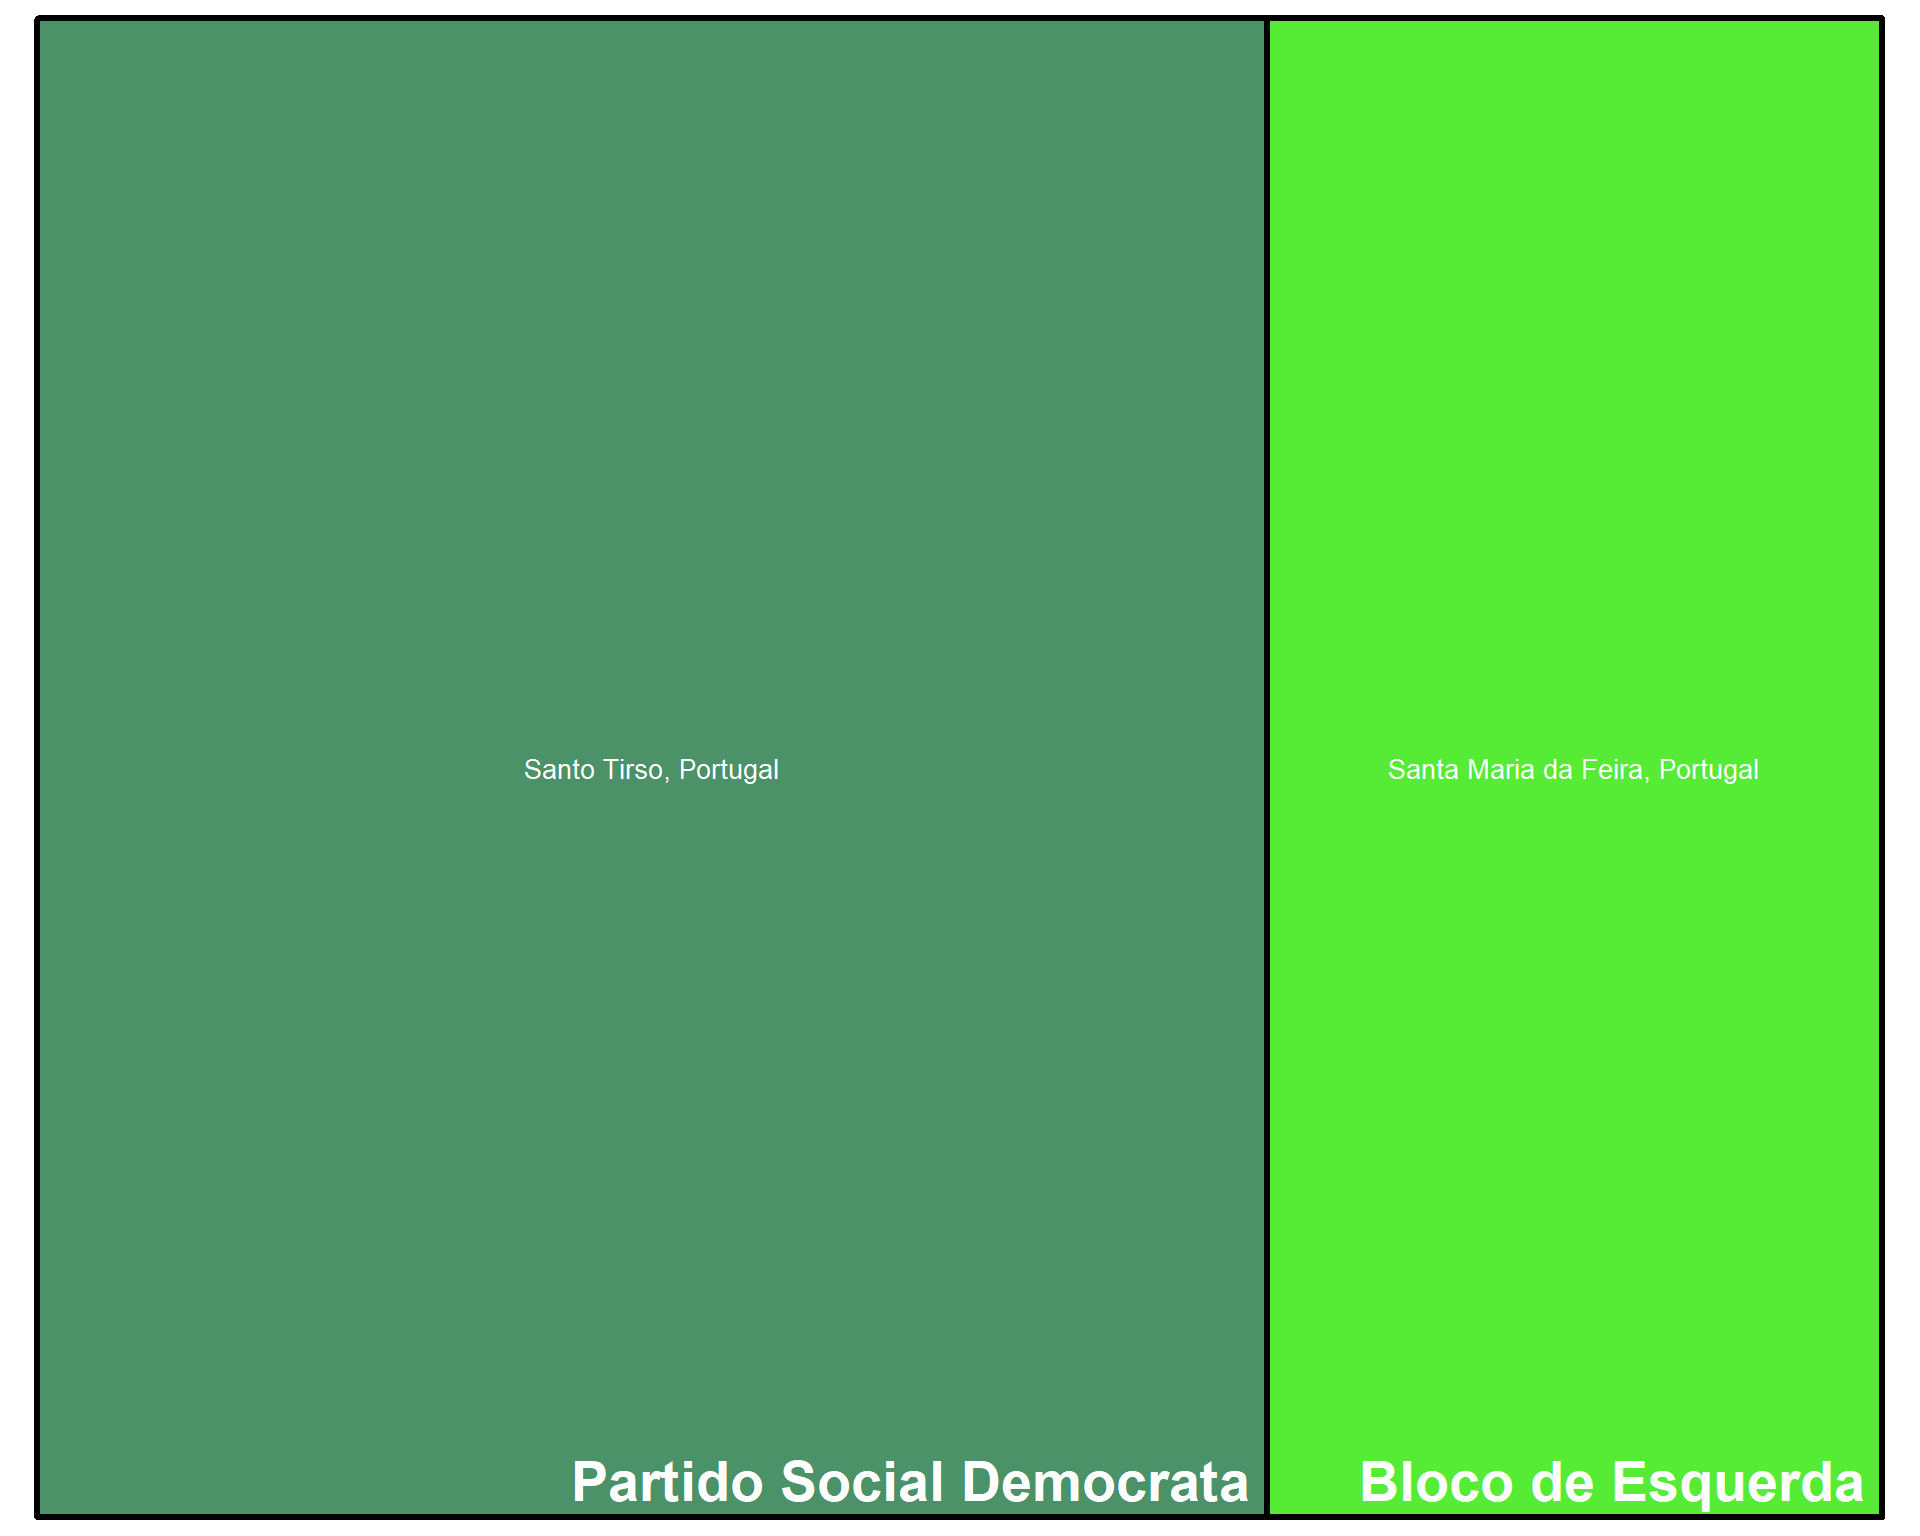 Santo Tirso, Portugal
Santa Maria da Feira, Portugal
Partido Social Democrata
Bloco de Esquerda